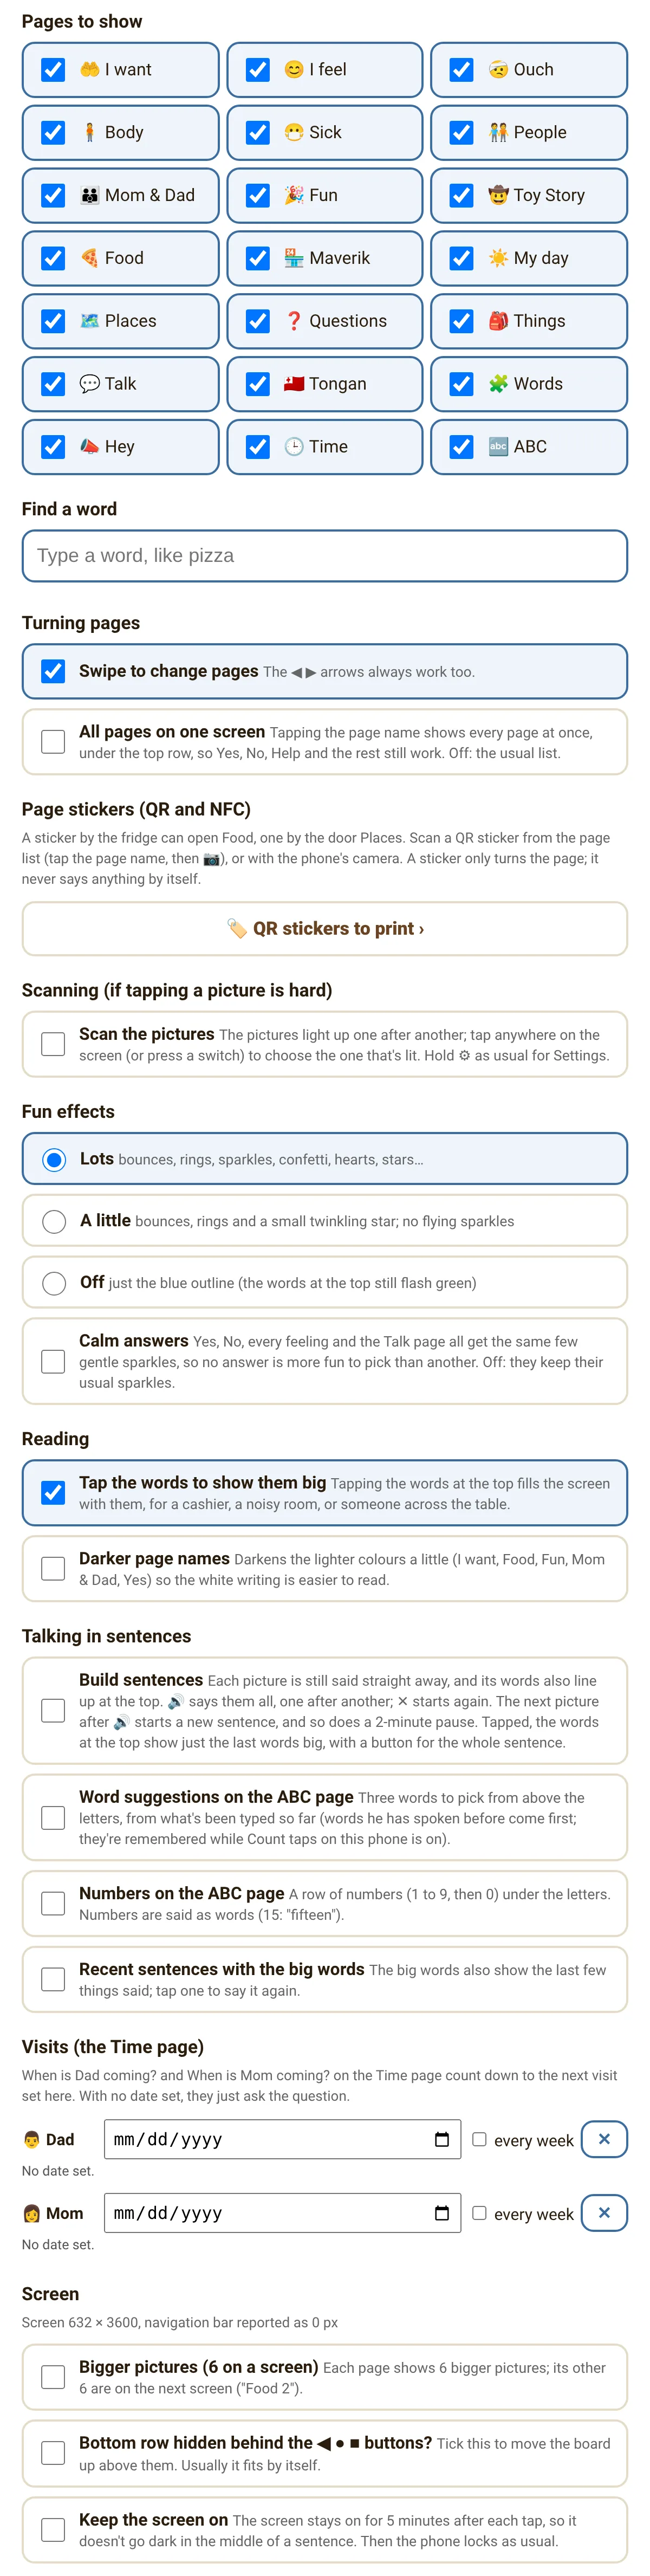 Pages to show
🤲 I want
😊 I feel
🤕 Ouch
🧍 Body
😷 Sick
🧑‍🤝‍🧑 People
👪 Mom & Dad
🎉 Fun
🤠 Toy Story
🍕 Food
🏪 Maverik
☀️ My day
🗺️ Places
❓ Questions
🎒 Things
💬 Talk
🇹🇴 Tongan
🧩 Words
📣 Hey
🕒 Time
🔤 ABC
Find a word
Type a word, like pizza
Turning pages
Swipe to change pages The ◀ ▶ arrows always work too.
All pages on one screen Tapping the page name shows every page at once,
under the top row, so Yes, No, Help and the rest still work. Off: the usual list.
Page stickers (QR and NFC)
A sticker by the fridge can open Food, one by the door Places. Scan a QR sticker from the page
list (tap the page name, then 📷), or with the phone's camera. A sticker only turns the page; it
never says anything by itself.
🏷️ QR stickers to print ›
Scanning (if tapping a picture is hard)
Scan the pictures The pictures light up one after another; tap anywhere on the
screen (or press a switch) to choose the one that's lit. Hold ⚙ as usual for Settings.
Fun effects
Lots bounces, rings, sparkles, confetti, hearts, stars…
A little bounces, rings and a small twinkling star; no flying sparkles
Off just the blue outline (the words at the top still flash green)
Calm answers Yes, No, every feeling and the Talk page all get the same few
gentle sparkles, so no answer is more fun to pick than another. Off: they keep their
usual sparkles.
Reading
Tap the words to show them big Tapping the words at the top fills the screen
with them, for a cashier, a noisy room, or someone across the table.
Darker page names Darkens the lighter colours a little (I want, Food, Fun, Mom
& Dad, Yes) so the white writing is easier to read.
Talking in sentences
Build sentences Each picture is still said straight away, and its words also line
up at the top. 🔊 says them all, one after another; ✕ starts again. The next picture
after 🔊 starts a new sentence, and so does a 2-minute pause. Tapped, the words
at the top show just the last words big, with a button for the whole sentence.
Word suggestions on the ABC page Three words to pick from above the
letters, from what's been typed so far (words he has spoken before come first;
they're remembered while Count taps on this phone is on).
Numbers on the ABC page A row of numbers (1 to 9, then 0) under the letters.
Numbers are said as words (15: "fifteen").
Recent sentences with the big words The big words also show the last few
things said; tap one to say it again.
Visits (the Time page)
When is Dad coming? and When is Mom coming? on the Time page count down to the next visit
set here. With no date set, they just ask the question.
👨 Dad mm/dd/yyyy every week ✕
No date set.
👩 Mom mm/dd/yyyy every week ✕
No date set.
Screen
Screen 632 × 3600, navigation bar reported as 0 px
Bigger pictures (6 on a screen) Each page shows 6 bigger pictures; its other
6 are on the next screen ("Food 2").
Bottom row hidden behind the ◀ ● ■ buttons? Tick this to move the board
up above them. Usually it fits by itself.
Keep the screen on The screen stays on for 5 minutes after each tap, so it
doesn't go dark in the middle of a sentence. Then the phone locks as usual.